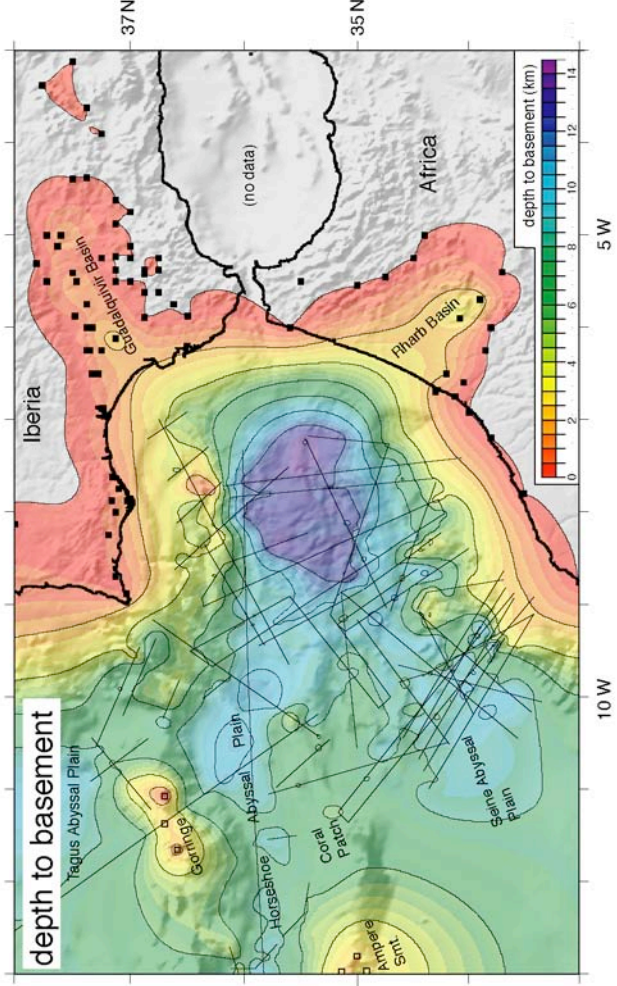 depth to basement
Tagus Abyssal Plain
Iberia
Guadalquivir Basin
Gorringe
Horseshoe Abyssal Plain
(no data)
Coral
Patch
Ampere
Smt.
Seine Abyssal
Plain
Rharb Basin
Africa
depth to basement (km)
0 2 4 6 8 10 12 14
10 W
5 W
37 N
35 N